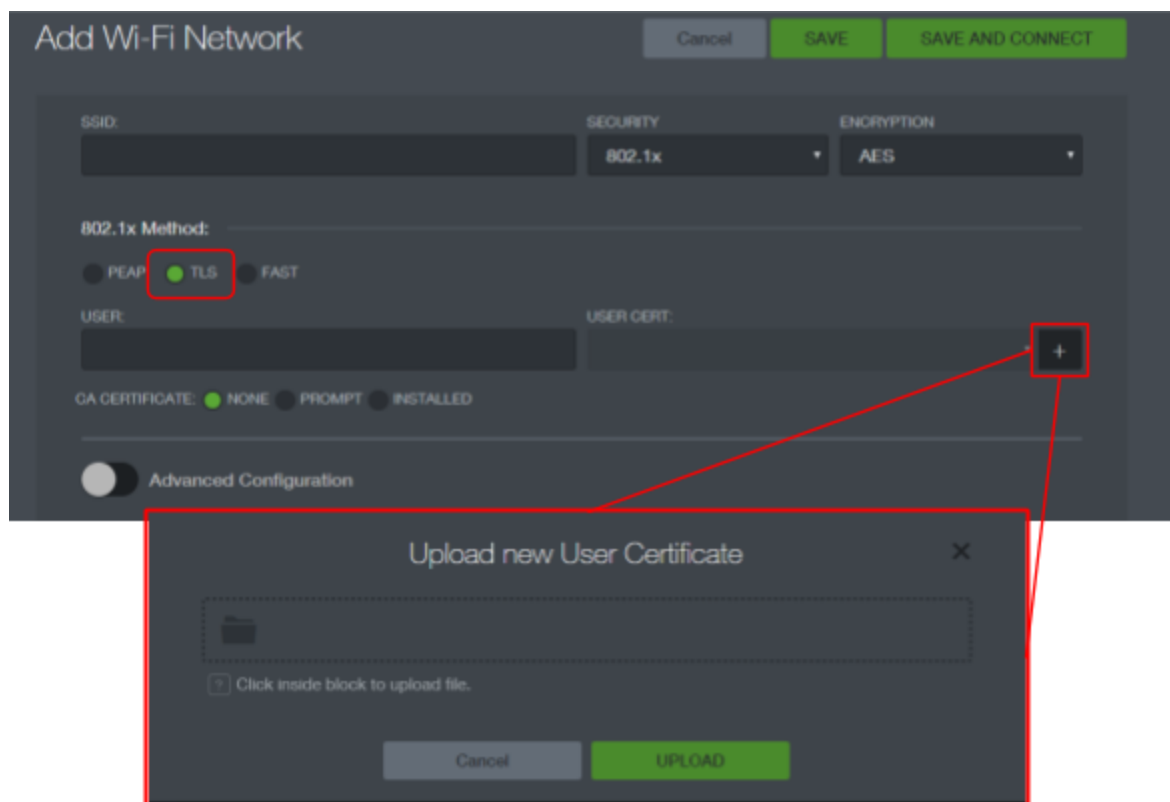 Add Wi-Fi Network
Cancel SAVE SAVE AND CONNECT
SSID: SECURITY ENCRYPTION
802.1x AES
802.1x Method:
PEAP TLS FAST
USER: USER CERT:
+
CA CERTIFICATE: NONE PROMPT INSTALLED
Advanced Configuration
Upload new User Certificate
? Click inside block to upload file.
Cancel UPLOAD